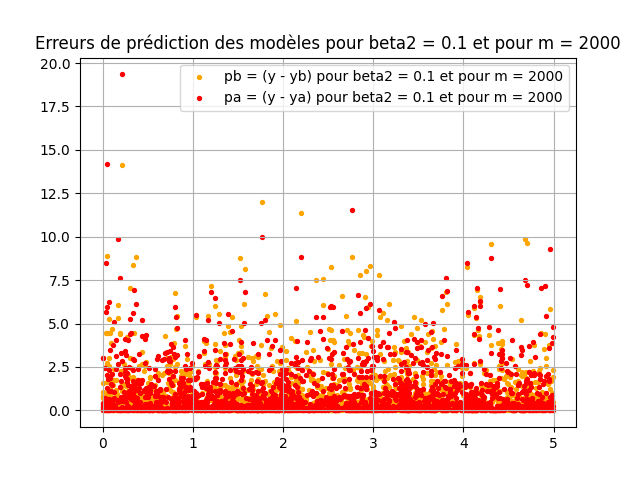 Erreurs de prédiction des modèles pour beta2 = 0.1 et pour m = 2000
pb = (y - yb) pour beta2 = 0.1 et pour m = 2000
pa = (y - ya) pour beta2 = 0.1 et pour m = 2000
20.0
17.5
15.0
12.5
10.0
7.5
5.0
2.5
0.0
0 1 2 3 4 5